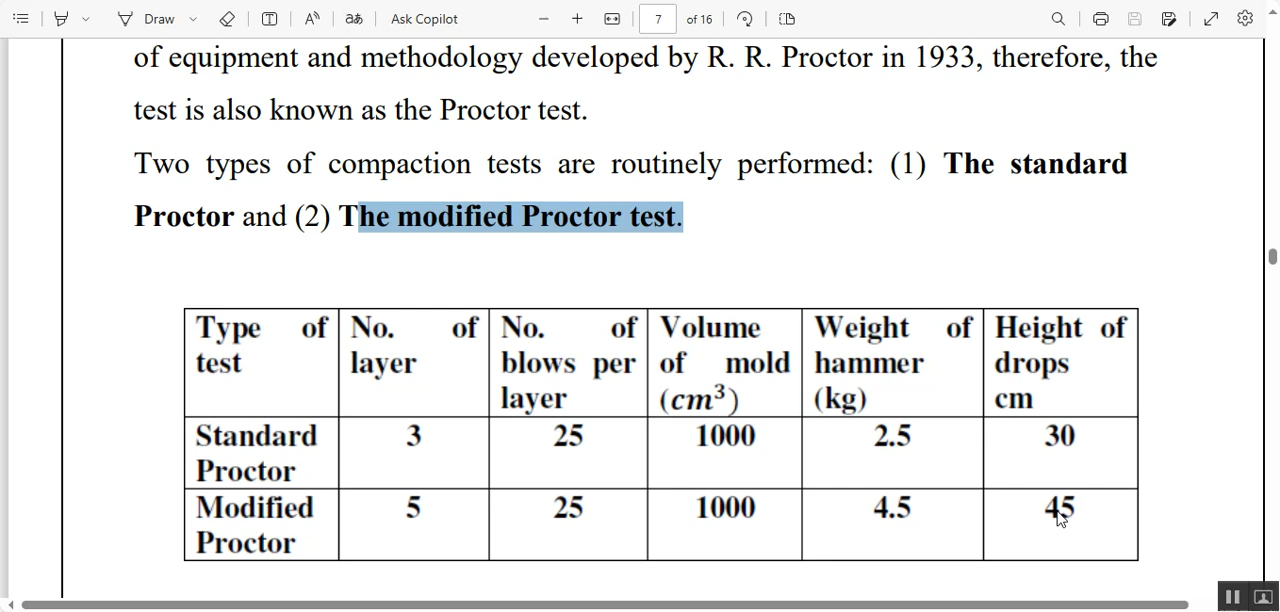 Draw
Ask Copilot
7 of 16
of equipment and methodology developed by R. R. Proctor in 1933, therefore, the
test is also known as the Proctor test.
Two types of compaction tests are routinely performed: (1) The standard
Proctor and (2) The modified Proctor test.
Type of test | No. of layer | No. of blows per layer | Volume of mold (cm³) | Weight of hammer (kg) | Height of drops cm
Standard Proctor | 3 | 25 | 1000 | 2.5 | 30
Modified Proctor | 5 | 25 | 1000 | 4.5 | 45